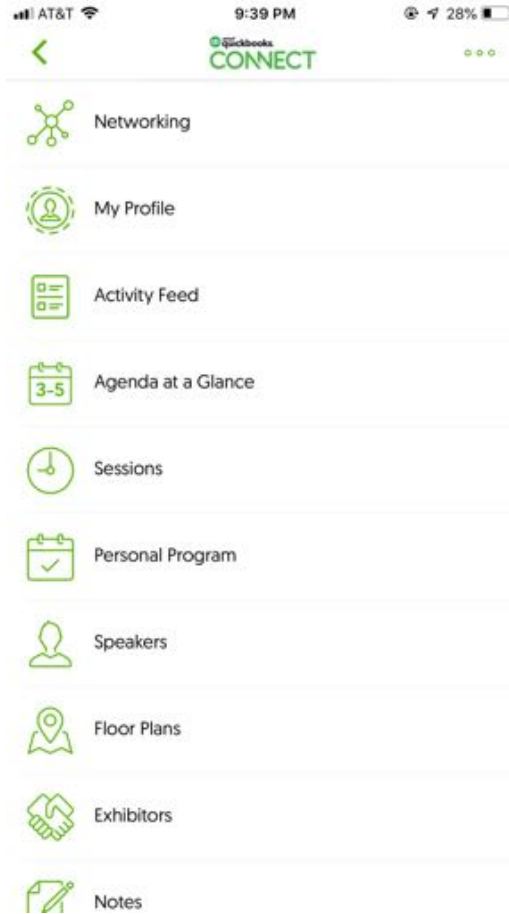 AT&T 9:39 PM 28%
quickbooks.
CONNECT
Networking
My Profile
Activity Feed
3-5
Agenda at a Glance
Sessions
Personal Program
Speakers
Floor Plans
Exhibitors
Notes